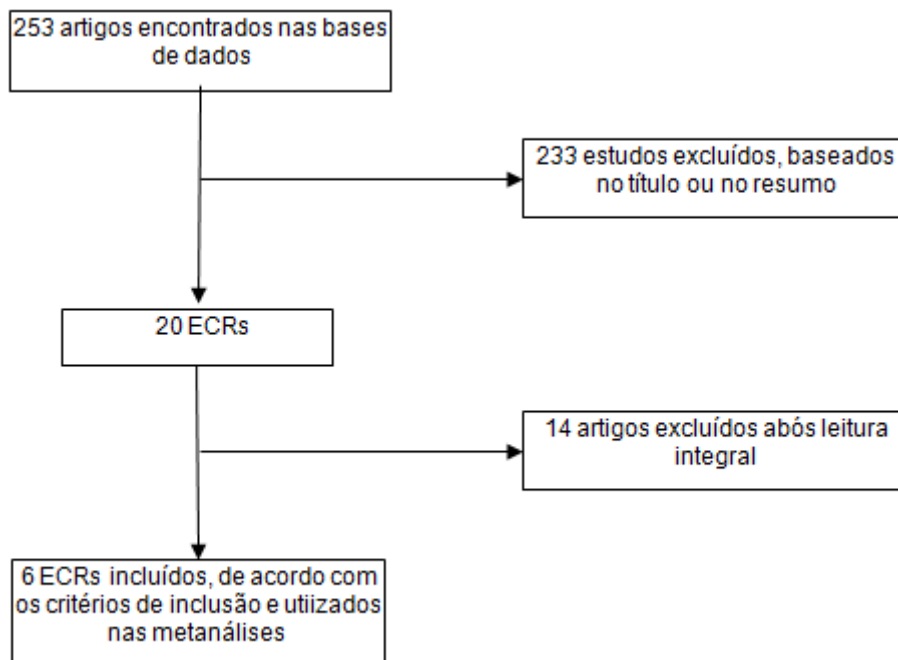 253 artigos encontrados nas bases
de dados
233 estudos excluídos, baseados
no título ou no resumo
20 ECRs
14 artigos excluídos abós leitura
integral
6 ECRs incluídos, de acordo com
os critérios de inclusão e utiizados
nas metanálises